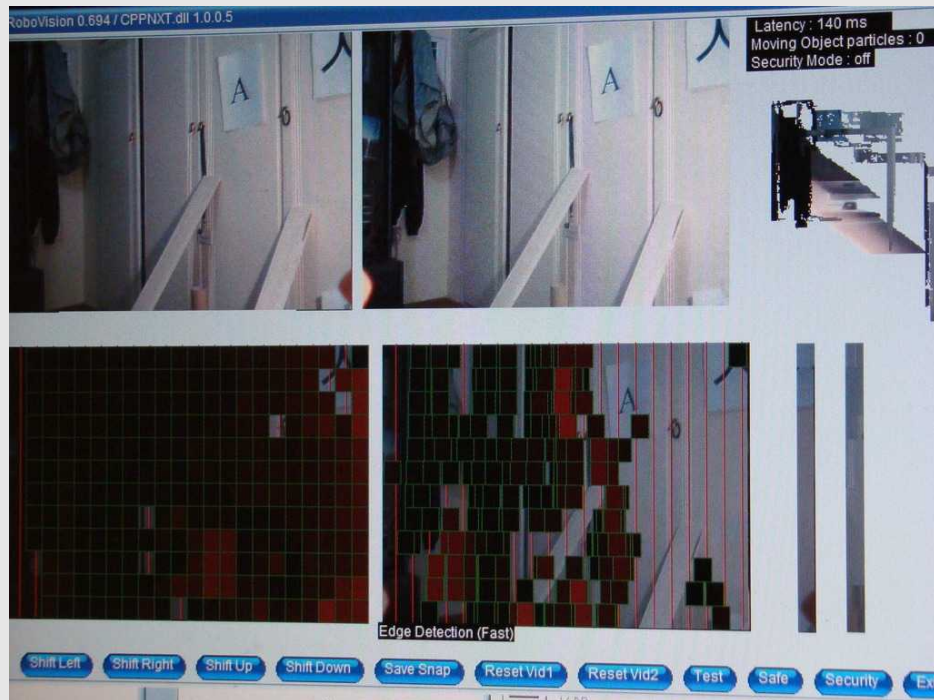 RoboVision 0.694 / CPPNXT.dll 1.0.0.5
Latency : 140 ms
Moving Object particles : 0
Security Mode : off
A
人
A
人
A
Edge Detection (Fast)
Shift Left
Shift Right
Shift Up
Shift Down
Save Snap
Reset Vid1
Reset Vid2
Test
Safe
Security